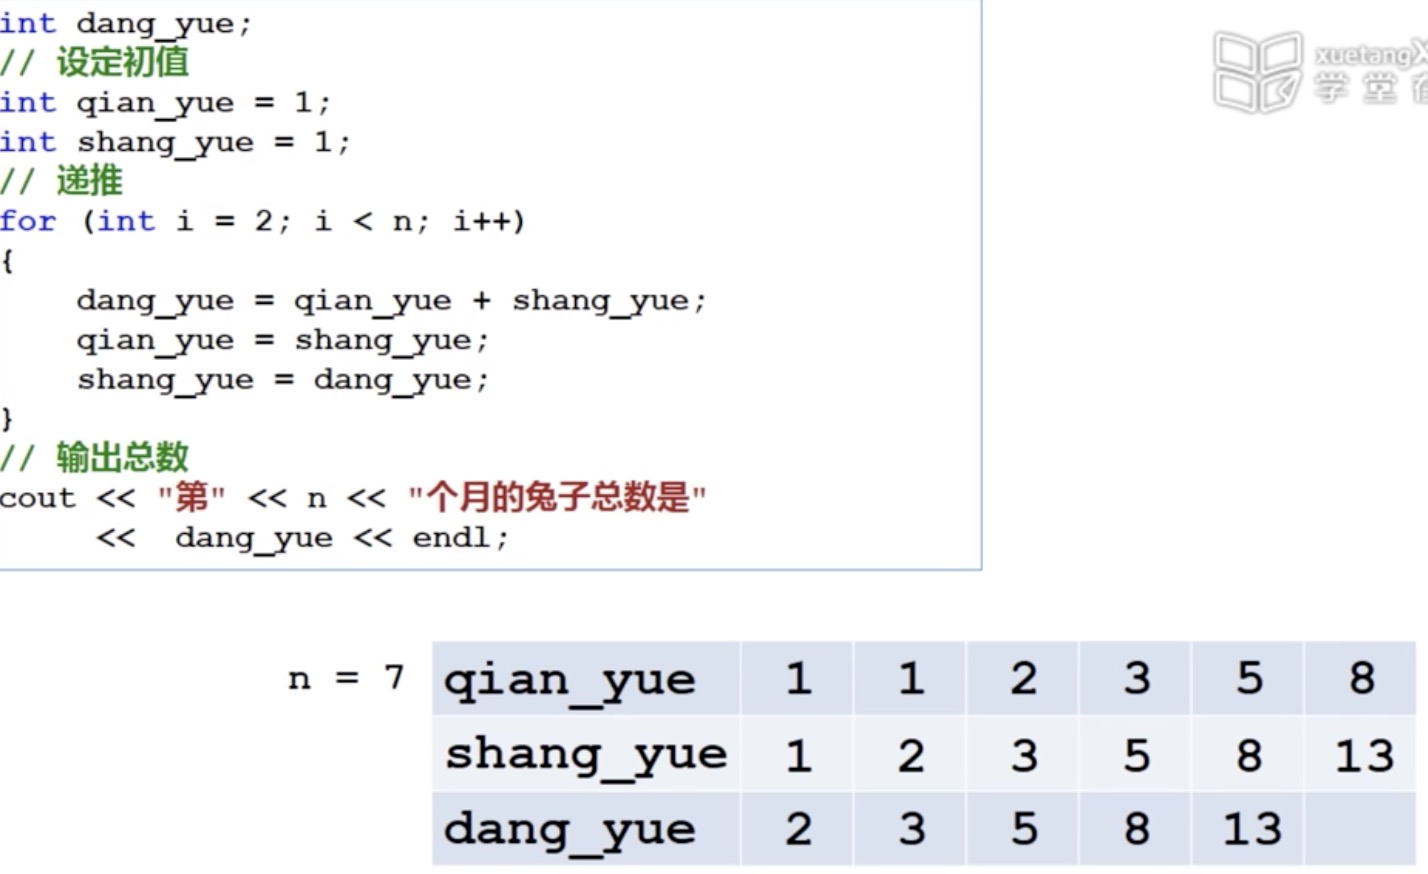 int dang_yue;
// 设定初值
int qian_yue = 1;
int shang_yue = 1;
// 递推
for (int i = 2; i < n; i++)
{
    dang_yue = qian_yue + shang_yue;
    qian_yue = shang_yue;
    shang_yue = dang_yue;
}
// 输出总数
cout << "第" << n << "个月的兔子总数是"
     <<  dang_yue << endl;
xuetangX
学堂在
n = 7 qian_yue 1 1 2 3 5 8
shang_yue 1 2 3 5 8 13
dang_yue 2 3 5 8 13